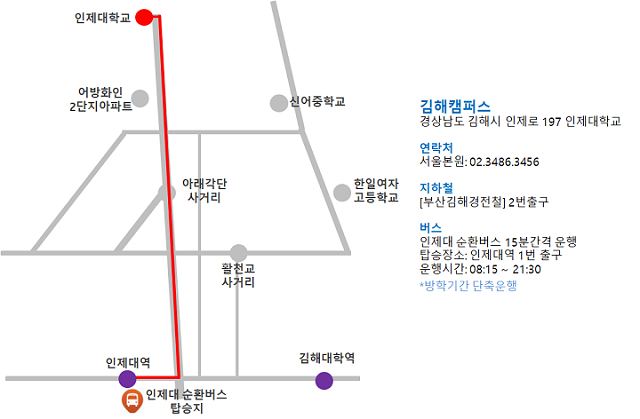 인제대학교
어방화인
2단지아파트
신어중학교
아래각단
사거리
한일여자
고등학교
활천교
사거리
인제대역
김해대학역
인제대 순환버스
탑승지
김해캠퍼스
경상남도 김해시 인제로 197 인제대학교
연락처
서울본원: 02.3486.3456
지하철
[부산김해경전철] 2번출구
버스
인제대 순환버스 15분간격 운행
탑승장소: 인제대역 1번 출구
운행시간: 08:15 ~ 21:30
*방학기간 단축운행